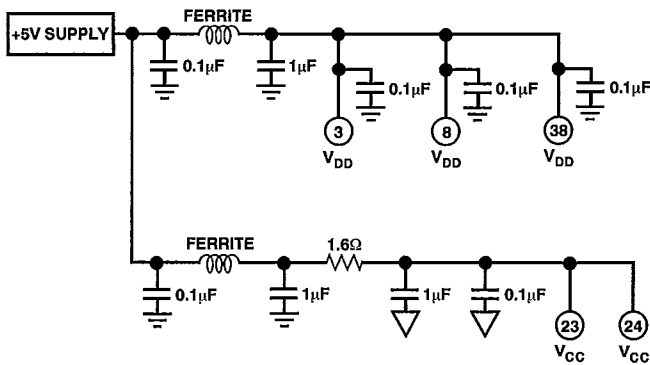 FERRITE
+5V SUPPLY
0.1µF
1µF
0.1µF
0.1µF
0.1µF
3
8
38
VDD
VDD
VDD
FERRITE
1.6Ω
0.1µF
1µF
1µF
0.1µF
23
24
VCC
VCC